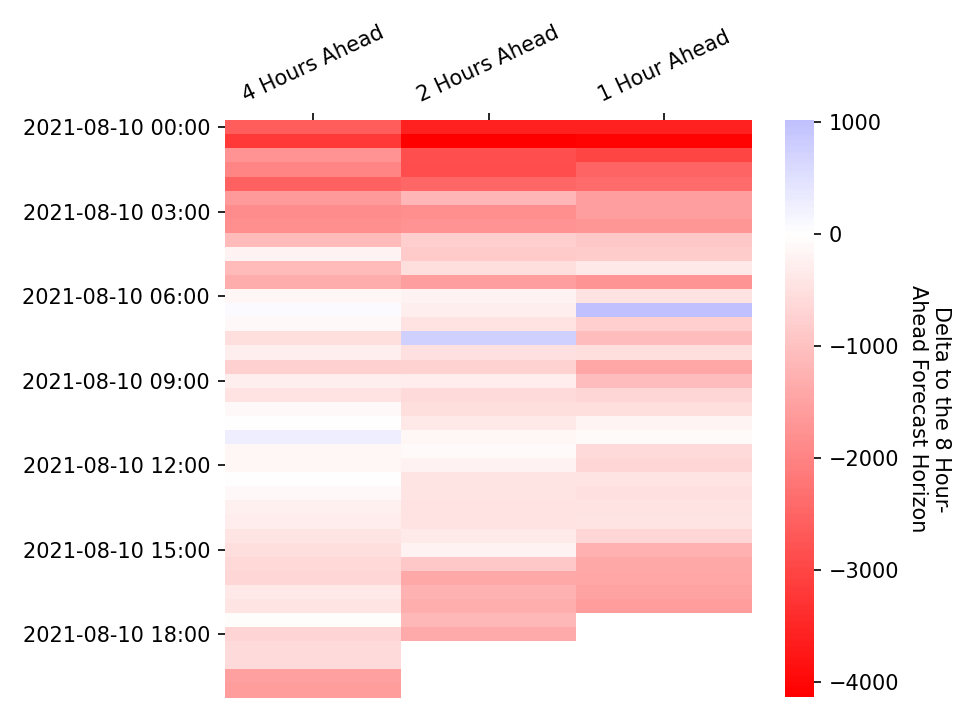 4 Hours Ahead
2 Hours Ahead
1 Hour Ahead
2021-08-10 00:00
2021-08-10 03:00
2021-08-10 06:00
2021-08-10 09:00
2021-08-10 12:00
2021-08-10 15:00
2021-08-10 18:00
1000
0
−1000
−2000
−3000
−4000
Delta to the 8 Hour-
Ahead Forecast Horizon